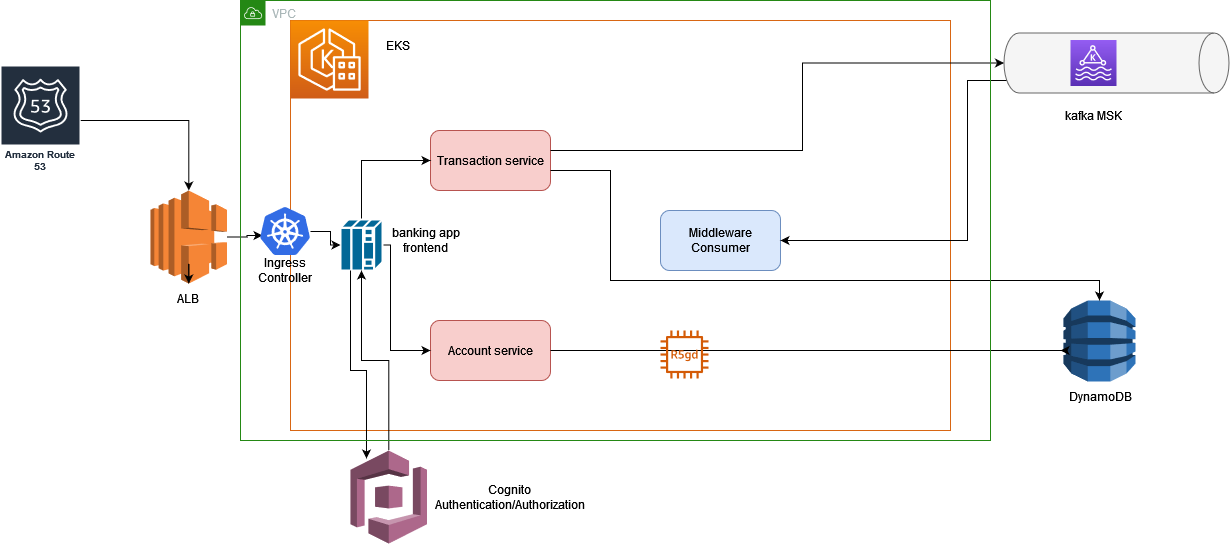 VPC
EKS
K
K
kafka MSK
53
Amazon Route
53
Transaction service
banking app
frontend
Middleware
Consumer
Ingress
Controller
ALB
Account service
R5gd
DynamoDB
Cognito
Authentication/Authorization